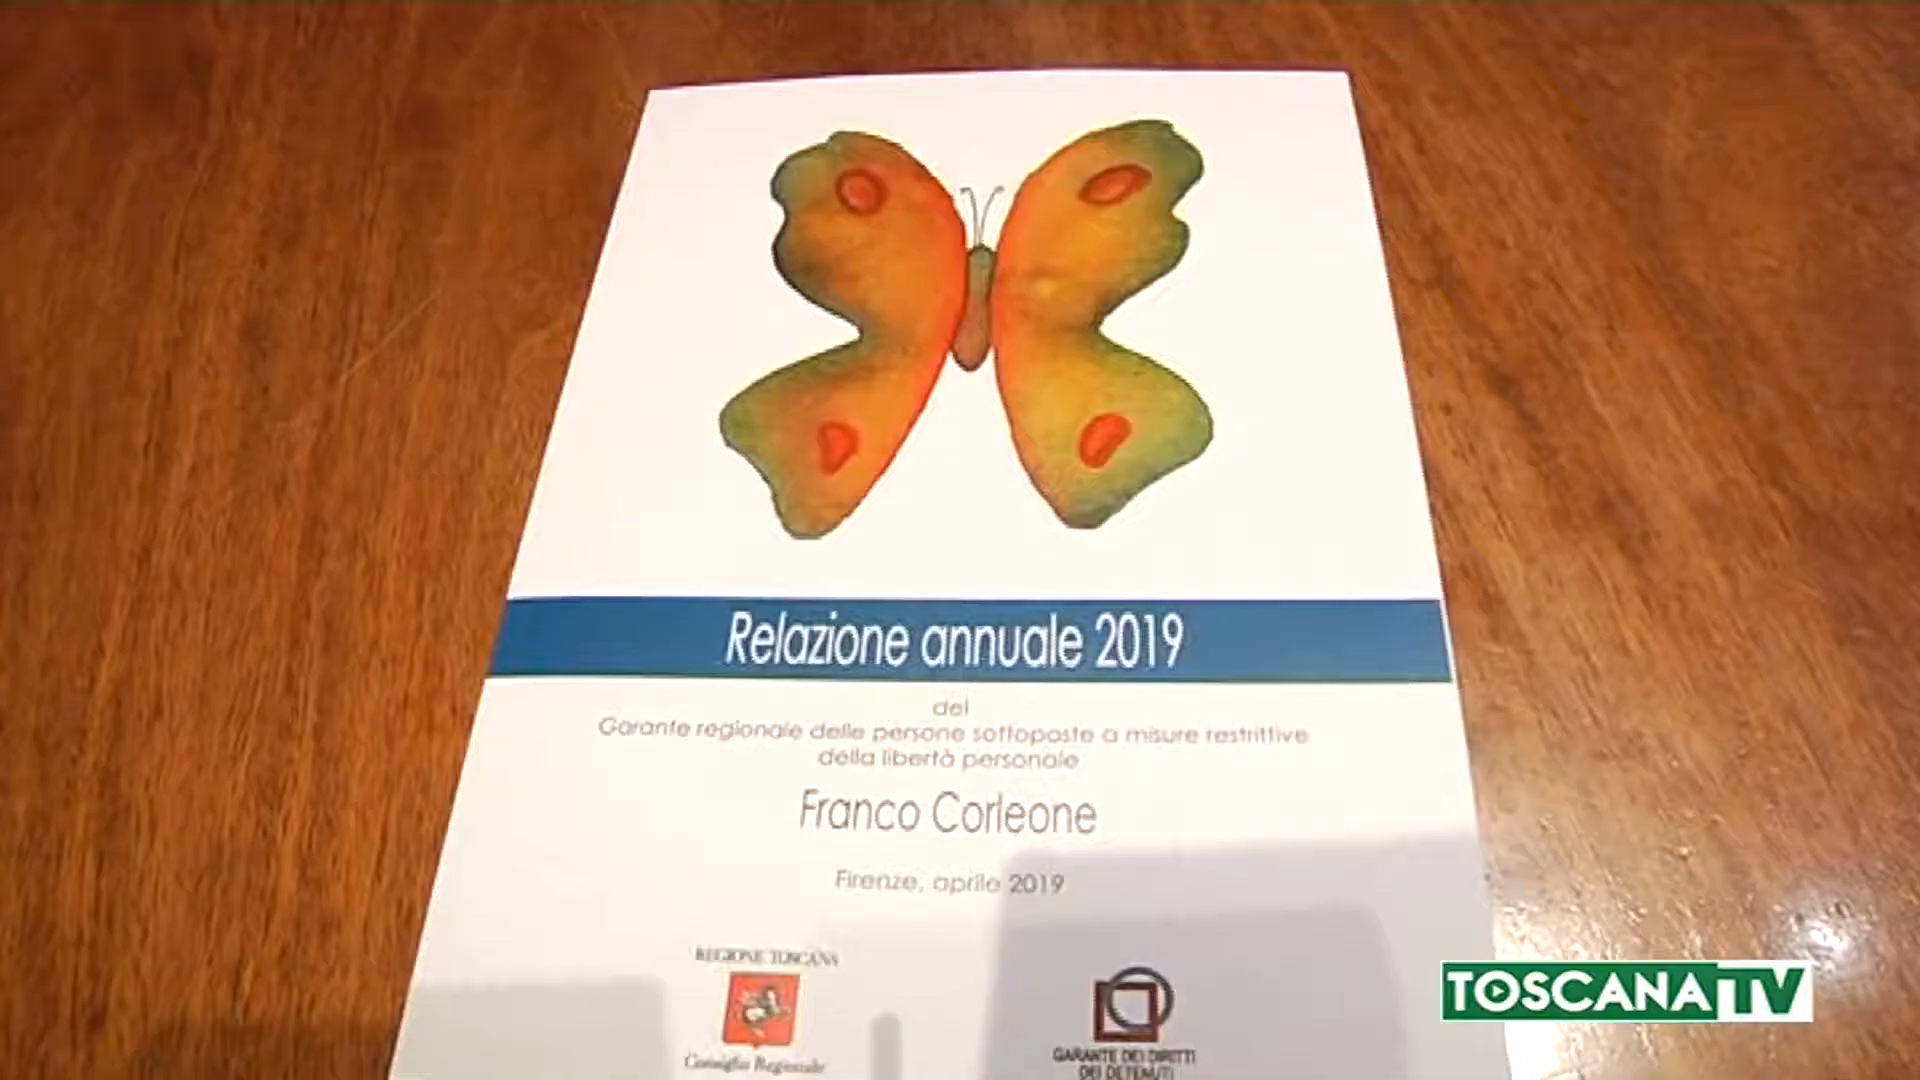 Relazione annuale 2019
del
Garante regionale delle persone sottoposte a misure restrittive
della libertà personale
Franco Corleone
Firenze, aprile 2019
REGIONE TOSCANA
Consiglio Regionale
GARANTE DEI DIRITTI
DEI DETENUTI
TOSCANA TV